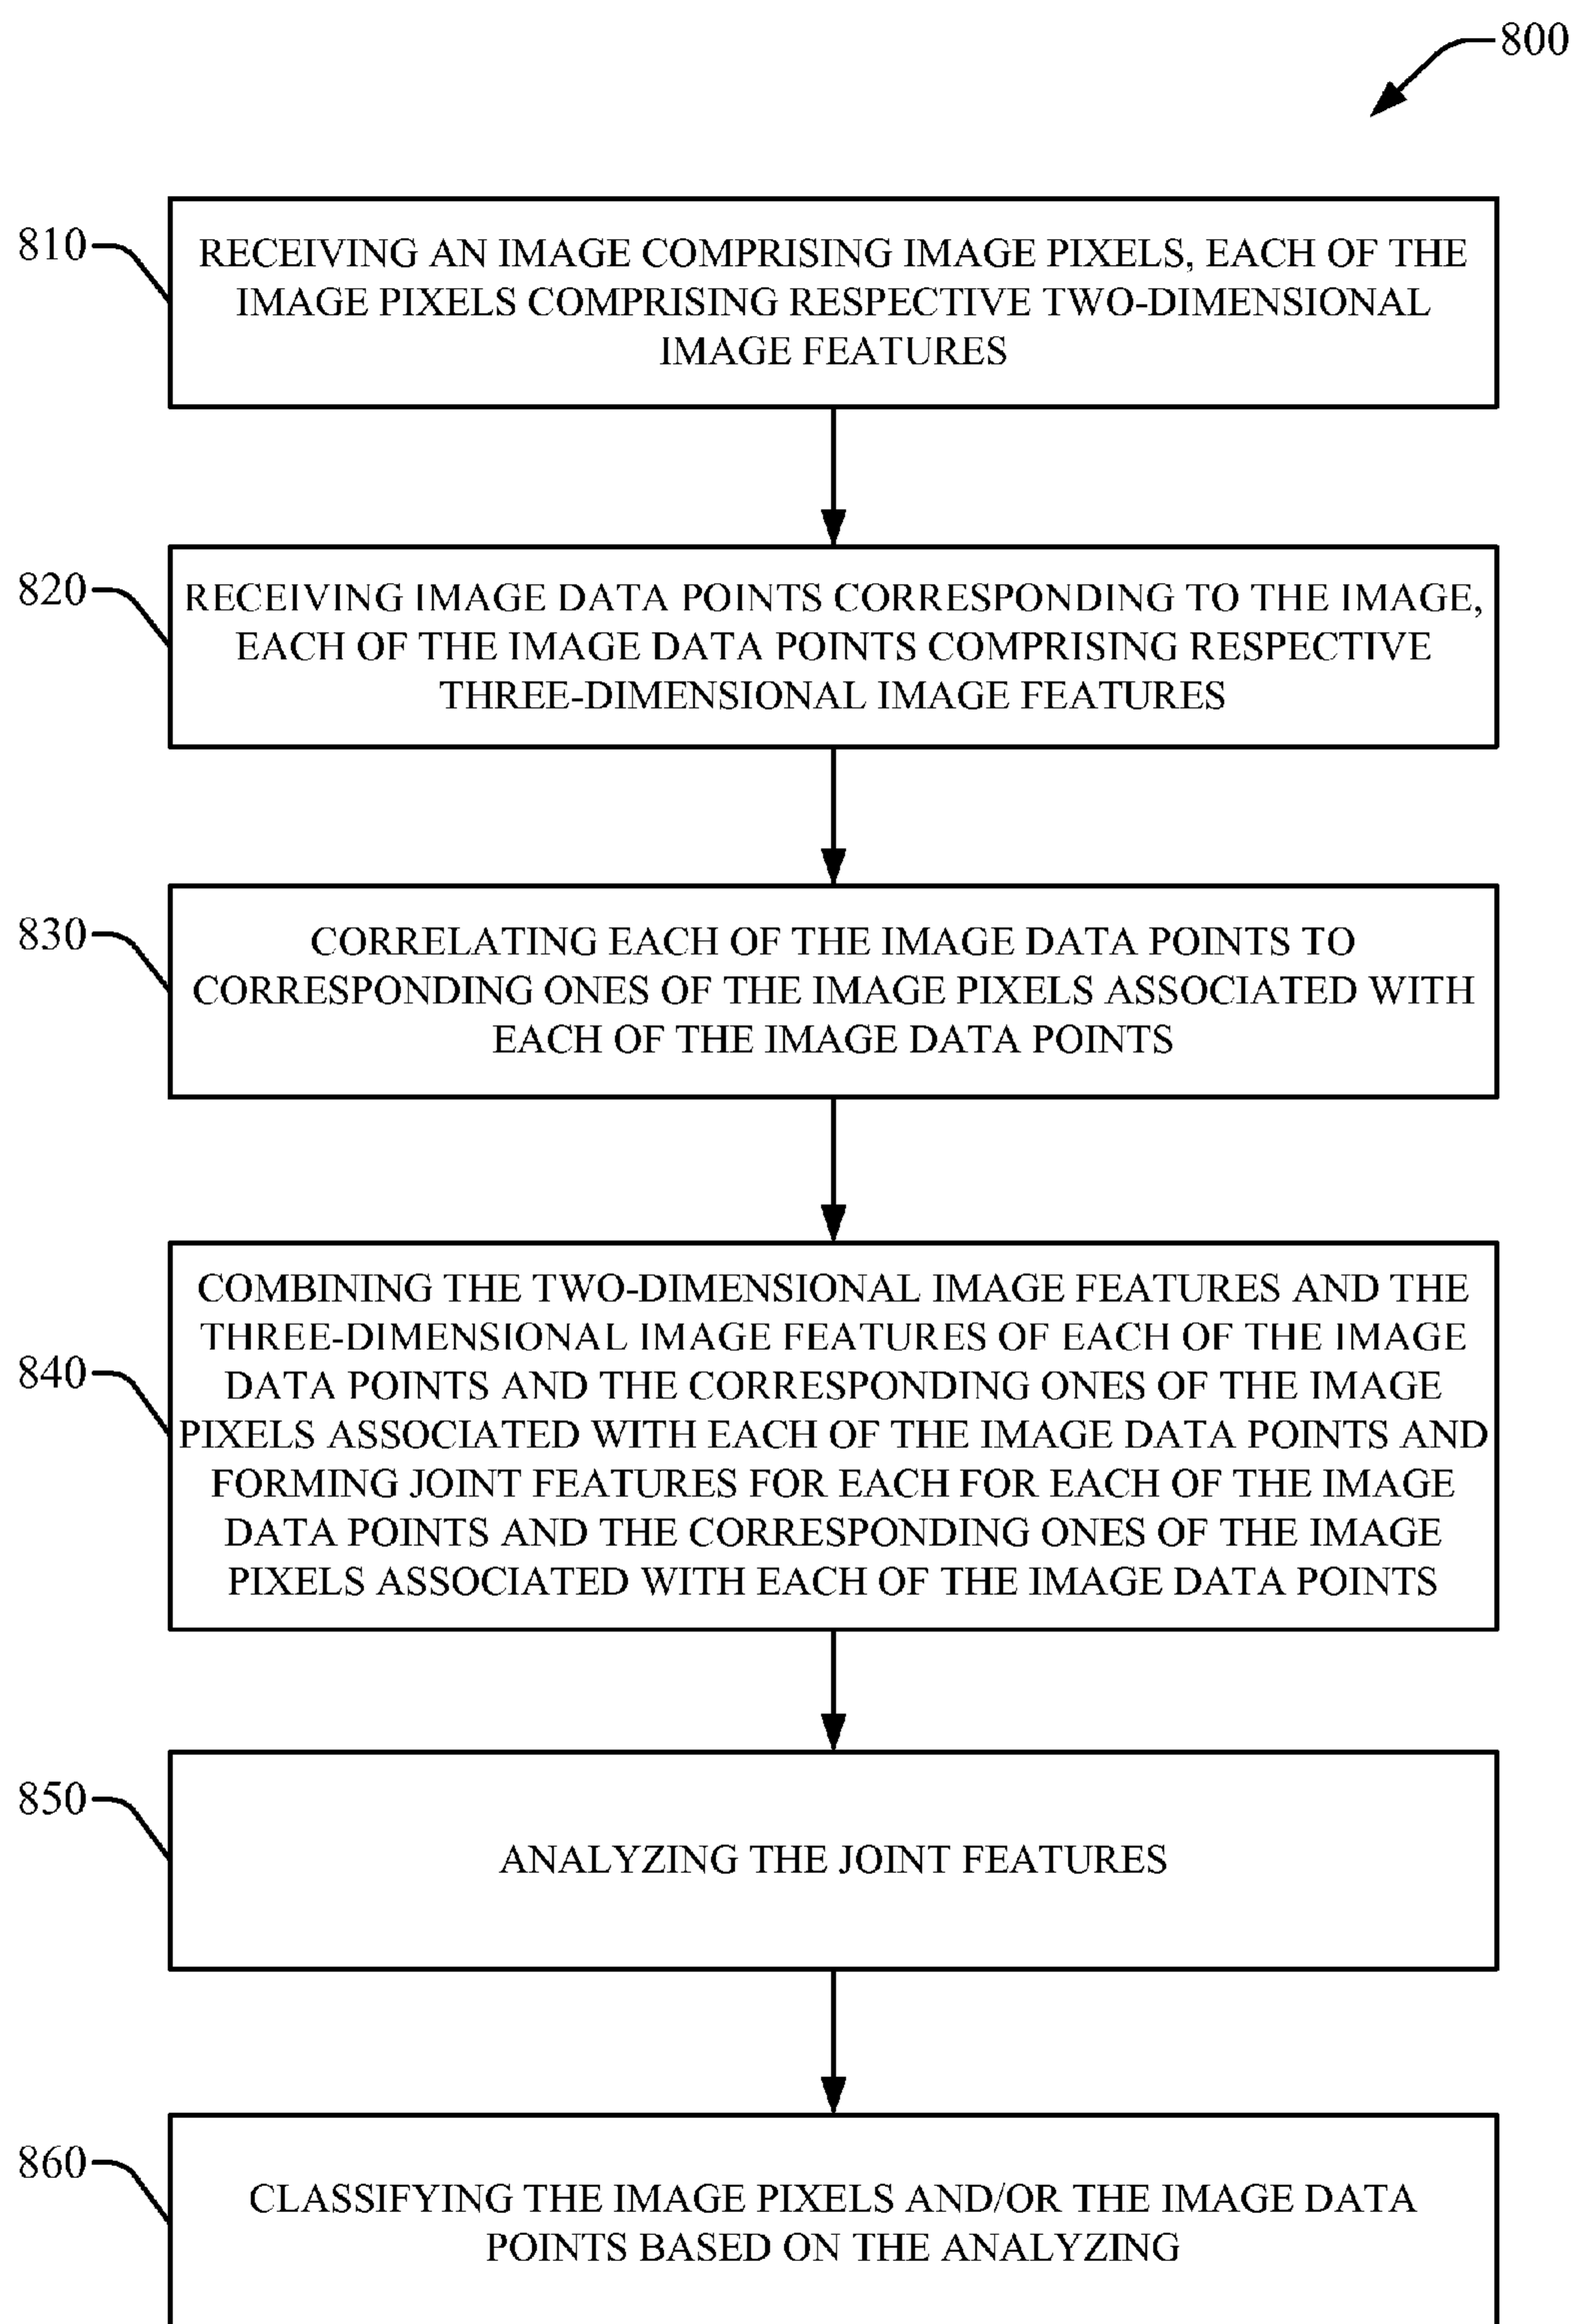 800
810
RECEIVING AN IMAGE COMPRISING IMAGE PIXELS, EACH OF THE
IMAGE PIXELS COMPRISING RESPECTIVE TWO-DIMENSIONAL
IMAGE FEATURES
820
RECEIVING IMAGE DATA POINTS CORRESPONDING TO THE IMAGE,
EACH OF THE IMAGE DATA POINTS COMPRISING RESPECTIVE
THREE-DIMENSIONAL IMAGE FEATURES
830
CORRELATING EACH OF THE IMAGE DATA POINTS TO
CORRESPONDING ONES OF THE IMAGE PIXELS ASSOCIATED WITH
EACH OF THE IMAGE DATA POINTS
840
COMBINING THE TWO-DIMENSIONAL IMAGE FEATURES AND THE
THREE-DIMENSIONAL IMAGE FEATURES OF EACH OF THE IMAGE
DATA POINTS AND THE CORRESPONDING ONES OF THE IMAGE
PIXELS ASSOCIATED WITH EACH OF THE IMAGE DATA POINTS AND
FORMING JOINT FEATURES FOR EACH FOR EACH OF THE IMAGE
DATA POINTS AND THE CORRESPONDING ONES OF THE IMAGE
PIXELS ASSOCIATED WITH EACH OF THE IMAGE DATA POINTS
850
ANALYZING THE JOINT FEATURES
860
CLASSIFYING THE IMAGE PIXELS AND/OR THE IMAGE DATA
POINTS BASED ON THE ANALYZING